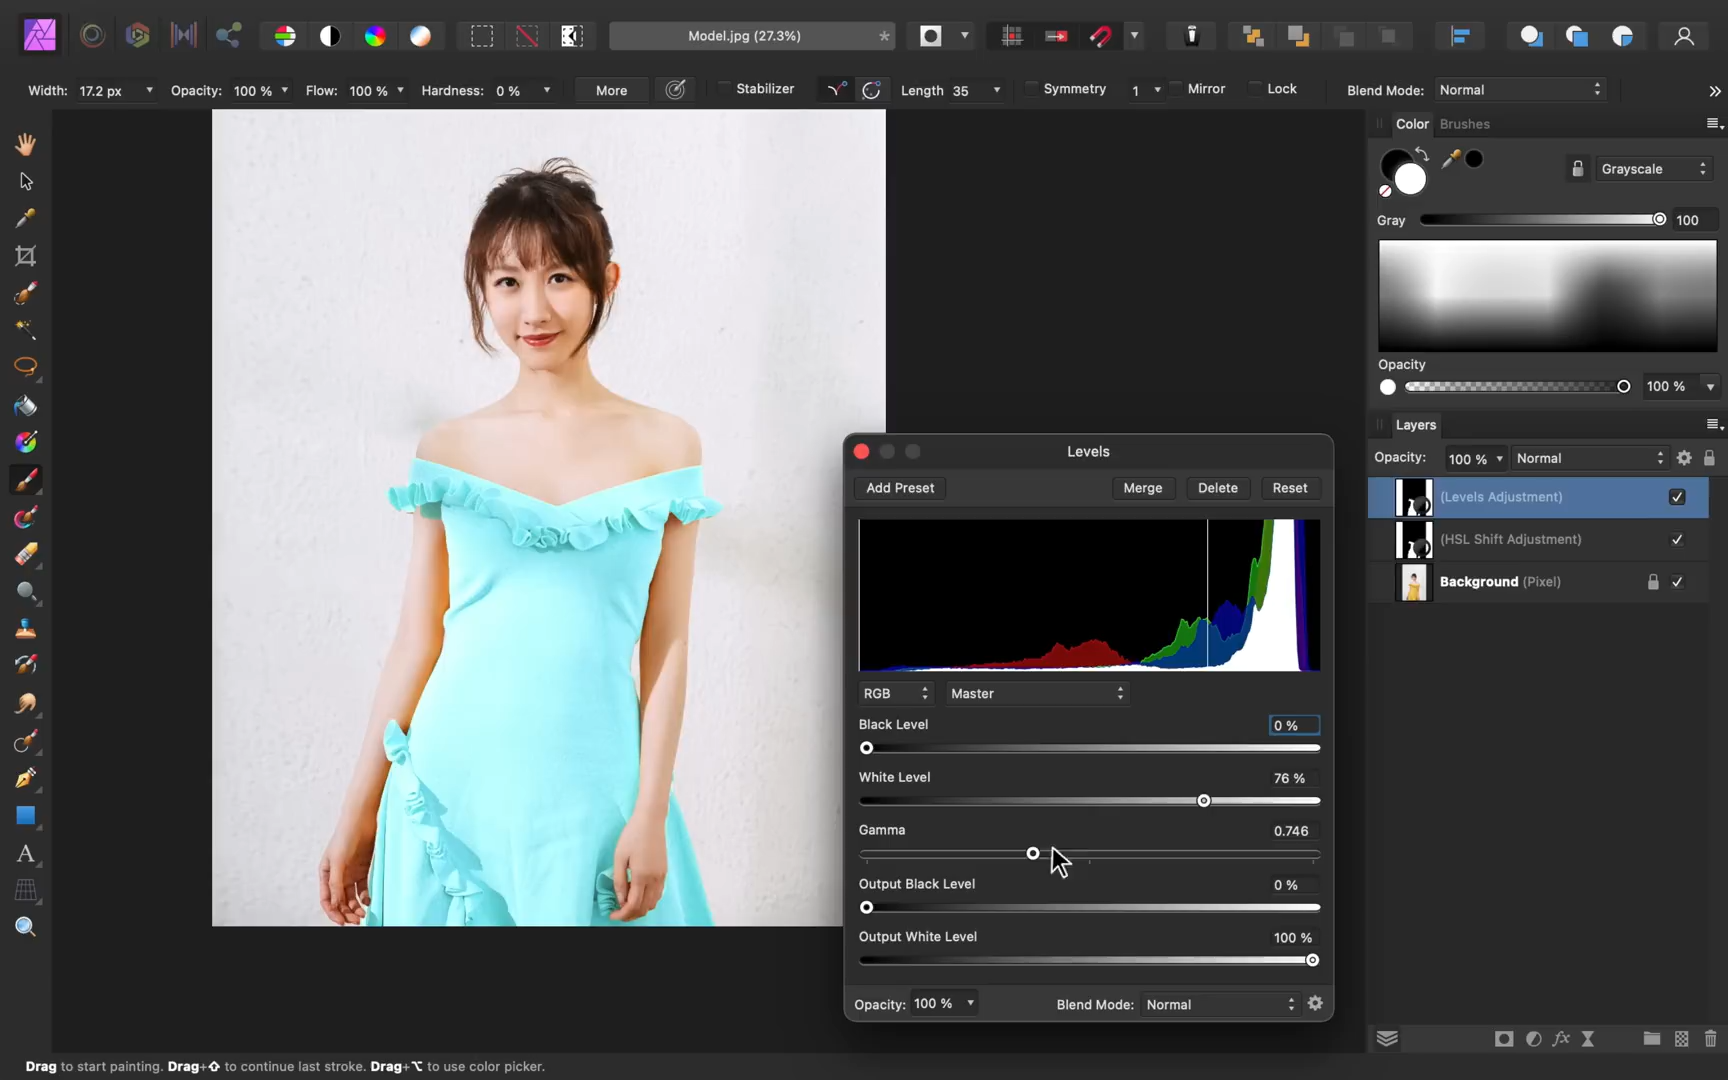 Model.jpg (27.3%) *
Width: 17.2 px Opacity: 100 % Flow: 100 % Hardness: 0 % More Stabilizer Length 35 Symmetry 1 Mirror Lock Blend Mode: Normal
Color Brushes
Grayscale
Gray 100
Opacity
100 %
Layers
Opacity: 100 % Normal
(Levels Adjustment)
(HSL Shift Adjustment)
Background (Pixel)
Levels
Add Preset Merge Delete Reset
RGB Master
Black Level 0 %
White Level 76 %
Gamma 0.746
Output Black Level 0 %
Output White Level 100 %
Opacity: 100 % Blend Mode: Normal
Drag to start painting. Drag+⇧ to continue last stroke. Drag+⌥ to use color picker.